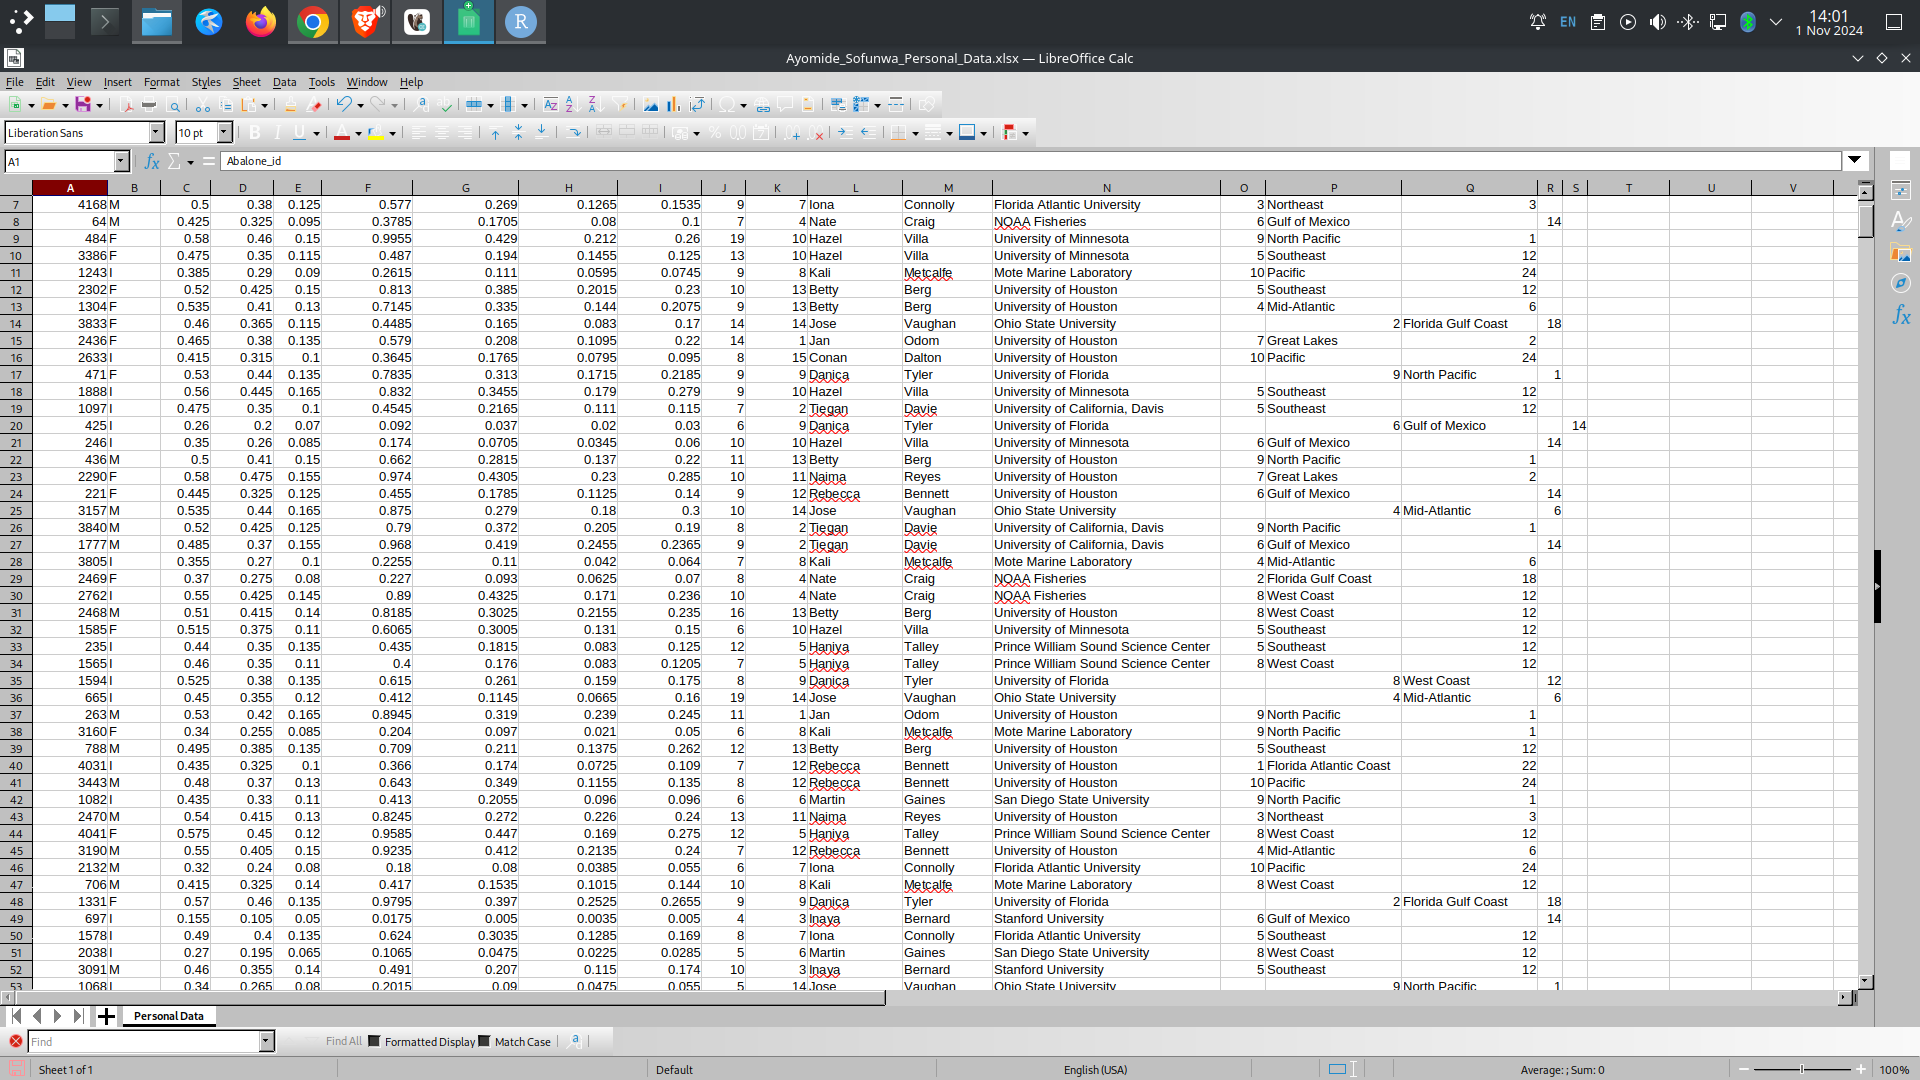 EN
14:01
1 Nov 2024
Ayomide_Sofunwa_Personal_Data.xlsx — LibreOffice Calc
File Edit View Insert Format Styles Sheet Data Tools Window Help
Liberation Sans 10 pt
A1 Abalone_id
A B C D E F G H I J K L M N O P Q R S T U V
7 4168 M 0.5 0.38 0.125 0.577 0.269 0.1265 0.1535 9 7 Iona Connolly Florida Atlantic University 3 Northeast 3
8 64 M 0.425 0.325 0.095 0.3785 0.1705 0.08 0.1 7 4 Nate Craig NOAA Fisheries 6 Gulf of Mexico 14
9 484 F 0.58 0.46 0.15 0.9955 0.429 0.212 0.26 19 10 Hazel Villa University of Minnesota 9 North Pacific 1
10 3386 F 0.475 0.35 0.115 0.487 0.194 0.1455 0.125 13 10 Hazel Villa University of Minnesota 5 Southeast 12
11 1243 I 0.385 0.29 0.09 0.2615 0.111 0.0595 0.0745 9 8 Kali Metcalfe Mote Marine Laboratory 10 Pacific 24
12 2302 F 0.52 0.425 0.15 0.813 0.385 0.2015 0.23 10 13 Betty Berg University of Houston 5 Southeast 12
13 1304 F 0.535 0.41 0.13 0.7145 0.335 0.144 0.2075 9 13 Betty Berg University of Houston 4 Mid-Atlantic 6
14 3833 F 0.46 0.365 0.115 0.4485 0.165 0.083 0.17 14 14 Jose Vaughan Ohio State University 2 Florida Gulf Coast 18
15 2436 F 0.465 0.38 0.135 0.579 0.208 0.1095 0.22 14 1 Jan Odom University of Houston 7 Great Lakes 2
16 2633 I 0.415 0.315 0.1 0.3645 0.1765 0.0795 0.095 8 15 Conan Dalton University of Houston 10 Pacific 24
17 471 F 0.53 0.44 0.135 0.7835 0.313 0.1715 0.2185 9 9 Danica Tyler University of Florida 9 North Pacific 1
18 1888 I 0.56 0.445 0.165 0.832 0.3455 0.179 0.279 9 10 Hazel Villa University of Minnesota 5 Southeast 12
19 1097 I 0.475 0.35 0.1 0.4545 0.2165 0.111 0.115 7 2 Tiegan Davie University of California, Davis 5 Southeast 12
20 425 I 0.26 0.2 0.07 0.092 0.037 0.02 0.03 6 9 Danica Tyler University of Florida 6 Gulf of Mexico 14
21 246 I 0.35 0.26 0.085 0.174 0.0705 0.0345 0.06 10 10 Hazel Villa University of Minnesota 6 Gulf of Mexico 14
22 436 M 0.5 0.41 0.15 0.662 0.2815 0.137 0.22 11 13 Betty Berg University of Houston 9 North Pacific 1
23 2290 F 0.58 0.475 0.155 0.974 0.4305 0.23 0.285 10 11 Naima Reyes University of Houston 7 Great Lakes 2
24 221 F 0.445 0.325 0.125 0.455 0.1785 0.1125 0.14 9 12 Rebecca Bennett University of Houston 6 Gulf of Mexico 14
25 3157 M 0.535 0.44 0.165 0.875 0.279 0.18 0.3 10 14 Jose Vaughan Ohio State University 4 Mid-Atlantic 6
26 3840 M 0.52 0.425 0.125 0.79 0.372 0.205 0.19 8 2 Tiegan Davie University of California, Davis 9 North Pacific 1
27 1777 M 0.485 0.37 0.155 0.968 0.419 0.2455 0.2365 9 2 Tiegan Davie University of California, Davis 6 Gulf of Mexico 14
28 3805 I 0.355 0.27 0.1 0.2255 0.11 0.042 0.064 7 8 Kali Metcalfe Mote Marine Laboratory 4 Mid-Atlantic 6
29 2469 F 0.37 0.275 0.08 0.227 0.093 0.0625 0.07 8 4 Nate Craig NOAA Fisheries 2 Florida Gulf Coast 18
30 2762 I 0.55 0.425 0.145 0.89 0.4325 0.171 0.236 10 4 Nate Craig NOAA Fisheries 8 West Coast 12
31 2468 M 0.51 0.415 0.14 0.8185 0.3025 0.2155 0.235 16 13 Betty Berg University of Houston 8 West Coast 12
32 1585 F 0.515 0.375 0.11 0.6065 0.3005 0.131 0.15 6 10 Hazel Villa University of Minnesota 5 Southeast 12
33 235 I 0.44 0.35 0.135 0.435 0.1815 0.083 0.125 12 5 Haniya Talley Prince William Sound Science Center 5 Southeast 12
34 1565 I 0.46 0.35 0.11 0.4 0.176 0.083 0.1205 7 5 Haniya Talley Prince William Sound Science Center 8 West Coast 12
35 1594 I 0.525 0.38 0.135 0.615 0.261 0.159 0.175 8 9 Danica Tyler University of Florida 8 West Coast 12
36 665 I 0.45 0.355 0.12 0.412 0.1145 0.0665 0.16 19 14 Jose Vaughan Ohio State University 4 Mid-Atlantic 6
37 263 M 0.53 0.42 0.165 0.8945 0.319 0.239 0.245 11 1 Jan Odom University of Houston 9 North Pacific 1
38 3160 F 0.34 0.255 0.085 0.204 0.097 0.021 0.05 6 8 Kali Metcalfe Mote Marine Laboratory 9 North Pacific 1
39 788 M 0.495 0.385 0.135 0.709 0.211 0.1375 0.262 12 13 Betty Berg University of Houston 5 Southeast 12
40 4031 I 0.435 0.325 0.1 0.366 0.174 0.0725 0.109 7 12 Rebecca Bennett University of Houston 1 Florida Atlantic Coast 22
41 3443 M 0.48 0.37 0.13 0.643 0.349 0.1155 0.135 8 12 Rebecca Bennett University of Houston 10 Pacific 24
42 1082 I 0.435 0.33 0.11 0.413 0.2055 0.096 0.096 6 6 Martin Gaines San Diego State University 9 North Pacific 1
43 2470 M 0.54 0.415 0.13 0.8245 0.272 0.226 0.24 13 11 Naima Reyes University of Houston 3 Northeast 3
44 4041 F 0.575 0.45 0.12 0.9585 0.447 0.169 0.275 12 5 Haniya Talley Prince William Sound Science Center 8 West Coast 12
45 3190 M 0.55 0.405 0.15 0.9235 0.412 0.2135 0.24 7 12 Rebecca Bennett University of Houston 4 Mid-Atlantic 6
46 2132 M 0.32 0.24 0.08 0.18 0.08 0.0385 0.055 6 7 Iona Connolly Florida Atlantic University 10 Pacific 24
47 706 M 0.415 0.325 0.14 0.417 0.1535 0.1015 0.144 10 8 Kali Metcalfe Mote Marine Laboratory 8 West Coast 12
48 1331 F 0.57 0.46 0.135 0.9795 0.397 0.2525 0.2655 9 9 Danica Tyler University of Florida 2 Florida Gulf Coast 18
49 697 I 0.155 0.105 0.05 0.0175 0.005 0.0035 0.005 4 3 Inaya Bernard Stanford University 6 Gulf of Mexico 14
50 1578 I 0.49 0.4 0.135 0.624 0.3035 0.1285 0.169 8 7 Iona Connolly Florida Atlantic University 5 Southeast 12
51 2038 I 0.27 0.195 0.065 0.1065 0.0475 0.0225 0.0285 5 6 Martin Gaines San Diego State University 8 West Coast 12
52 3091 M 0.46 0.355 0.14 0.491 0.207 0.115 0.174 10 3 Inaya Bernard Stanford University 5 Southeast 12
53 1068 I 0.34 0.265 0.08 0.2015 0.09 0.0475 0.055 5 14 Jose Vaughan Ohio State University 9 North Pacific 1
Personal Data
Find Find All Formatted Display Match Case
Sheet 1 of 1 Default English (USA) Average: ; Sum: 0 100%